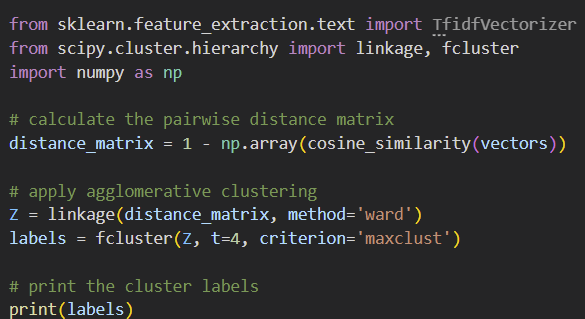 from sklearn.feature_extraction.text import TfidfVectorizer
from scipy.cluster.hierarchy import linkage, fcluster
import numpy as np
# calculate the pairwise distance matrix
distance_matrix = 1 - np.array(cosine_similarity(vectors))
# apply agglomerative clustering
Z = linkage(distance_matrix, method='ward')
labels = fcluster(Z, t=4, criterion='maxclust')
# print the cluster labels
print(labels)